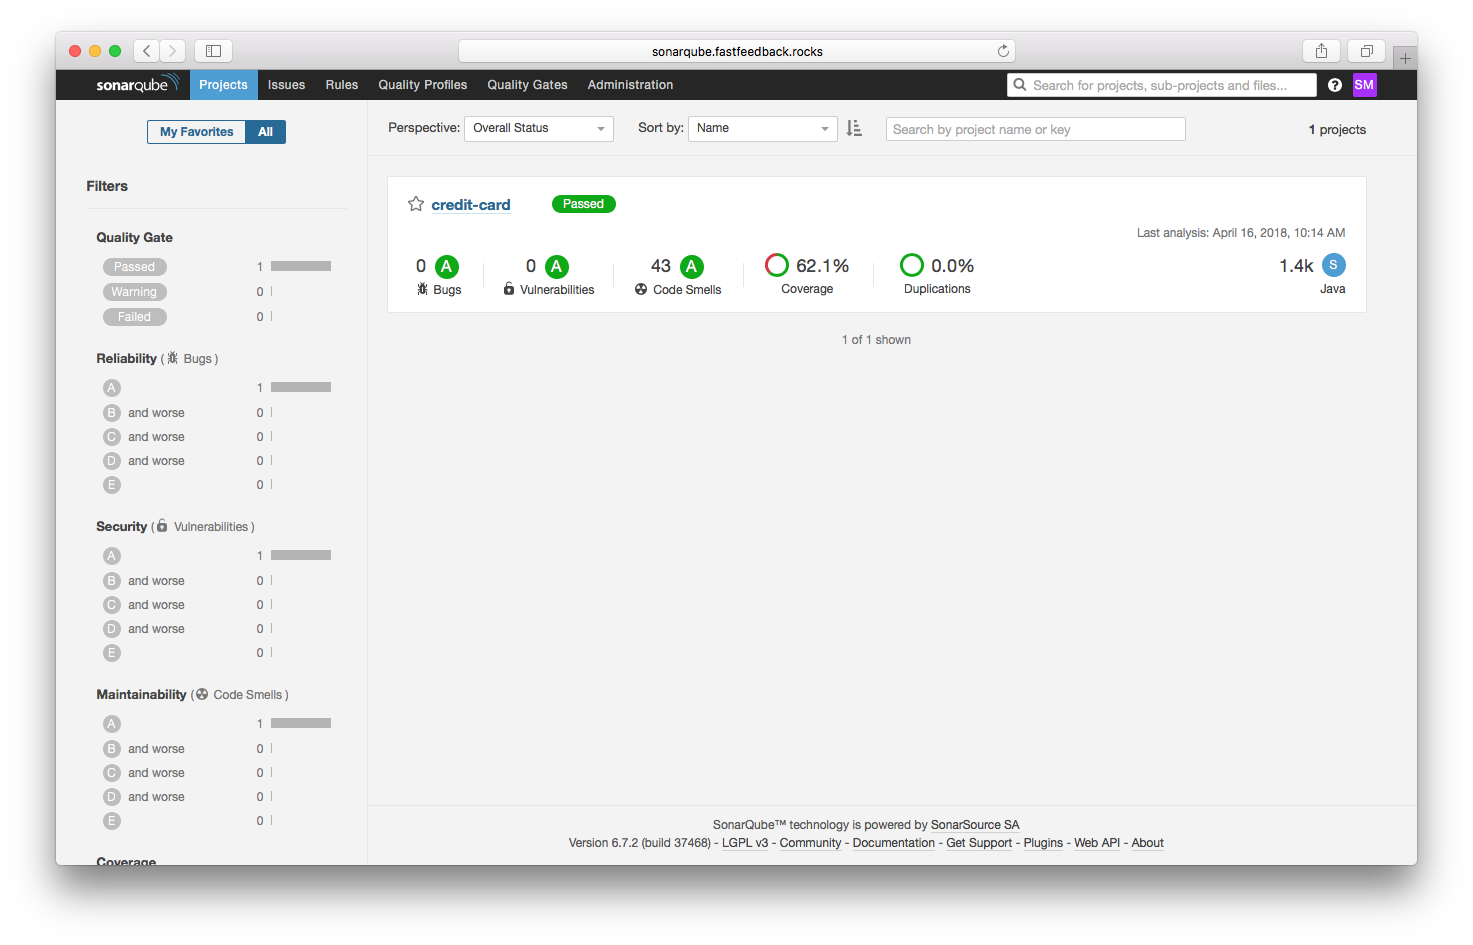 sonarqube.fastfeedback.rocks
sonarqube Projects Issues Rules Quality Profiles Quality Gates Administration Search for projects, sub-projects and files... ? SM
My Favorites All
Perspective: Overall Status Sort by: Name Search by project name or key 1 projects
Filters
Quality Gate
Passed 1
Warning 0
Failed 0
Reliability ( Bugs )
A 1
B and worse 0
C and worse 0
D and worse 0
E 0
Security ( Vulnerabilities )
A 1
B and worse 0
C and worse 0
D and worse 0
E 0
Maintainability ( Code Smells )
A 1
B and worse 0
C and worse 0
D and worse 0
E 0
Coverage
credit-card Passed
Last analysis: April 16, 2018, 10:14 AM
0 A 0 A 43 A 62.1% 0.0% 1.4k S
Bugs Vulnerabilities Code Smells Coverage Duplications Java
1 of 1 shown
SonarQube™ technology is powered by SonarSource SA
Version 6.7.2 (build 37468) - LGPL v3 - Community - Documentation - Get Support - Plugins - Web API - About